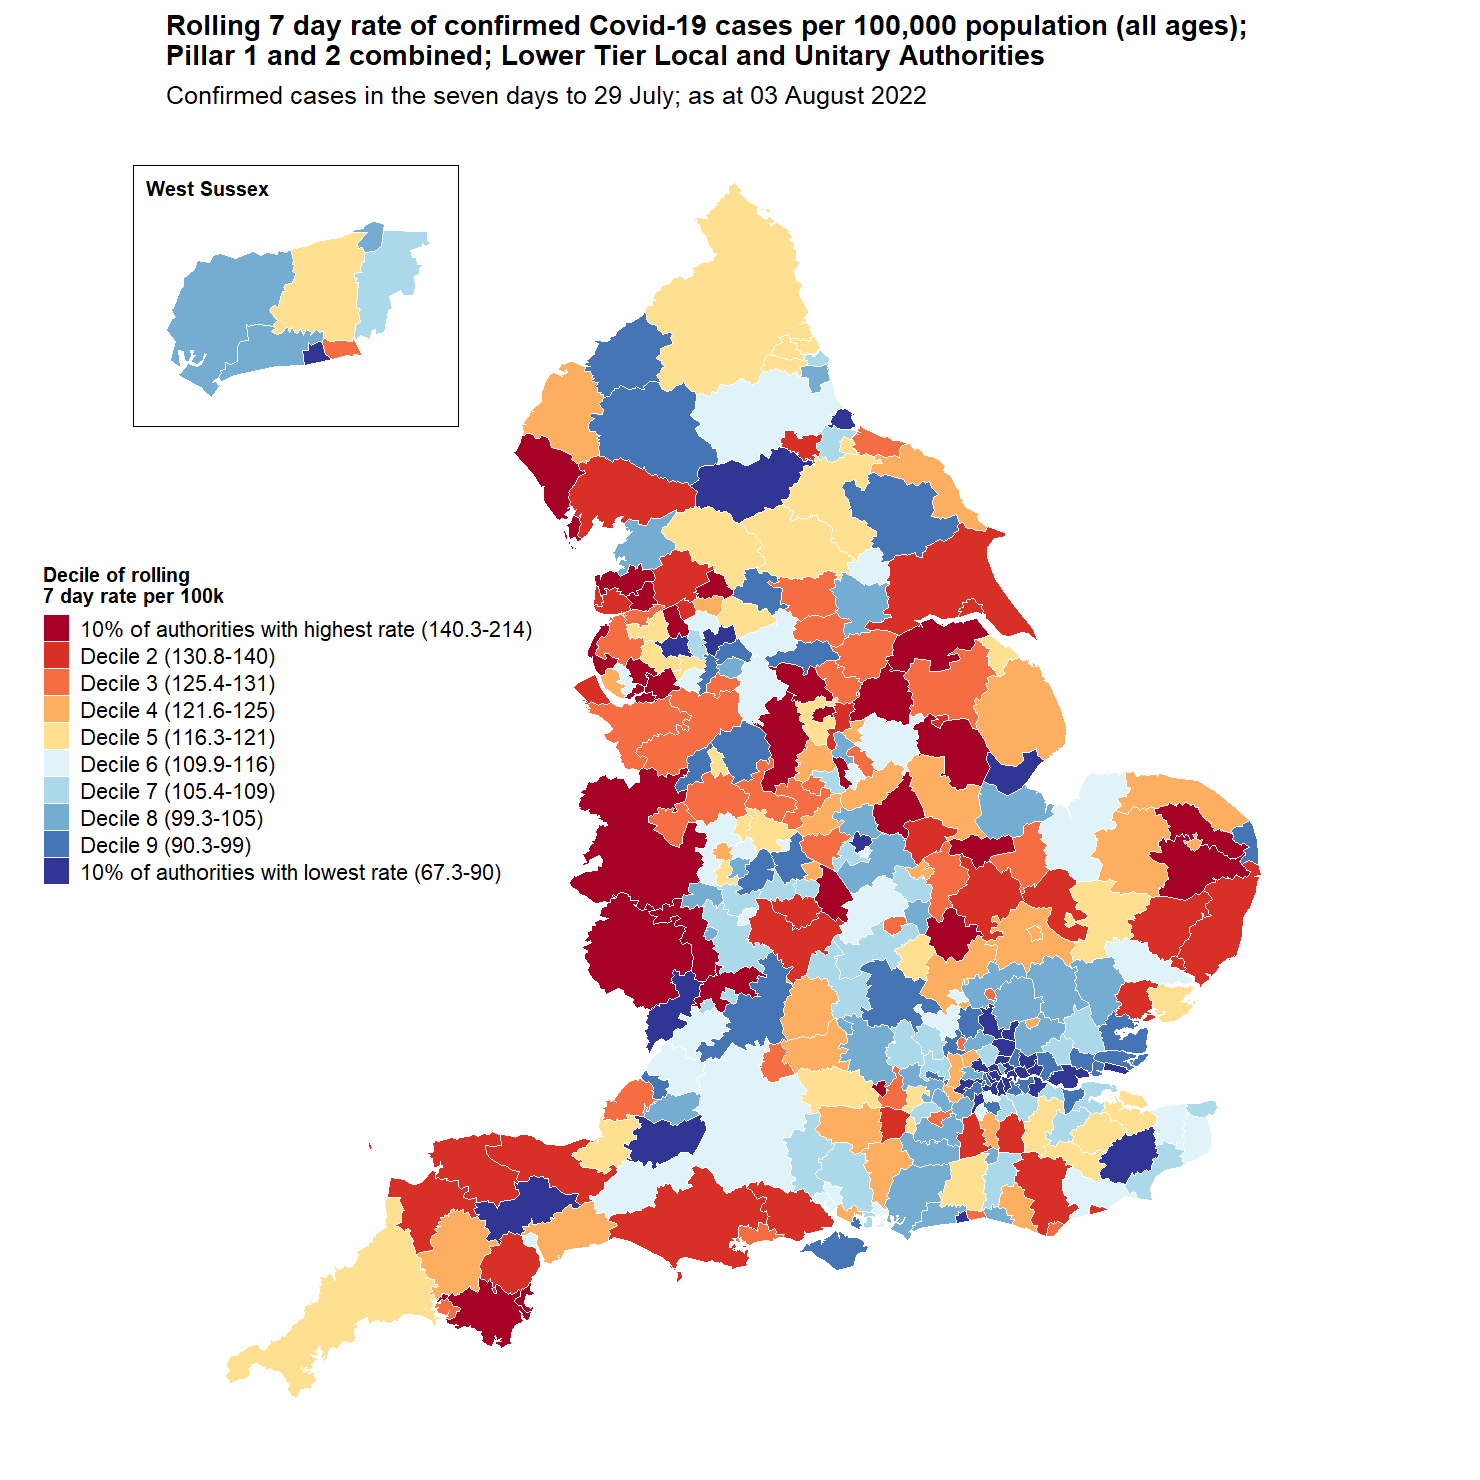 Rolling 7 day rate of confirmed Covid-19 cases per 100,000 population (all ages);
Pillar 1 and 2 combined; Lower Tier Local and Unitary Authorities
Confirmed cases in the seven days to 29 July; as at 03 August 2022
West Sussex
Decile of rolling
7 day rate per 100k
10% of authorities with highest rate (140.3-214)
Decile 2 (130.8-140)
Decile 3 (125.4-131)
Decile 4 (121.6-125)
Decile 5 (116.3-121)
Decile 6 (109.9-116)
Decile 7 (105.4-109)
Decile 8 (99.3-105)
Decile 9 (90.3-99)
10% of authorities with lowest rate (67.3-90)